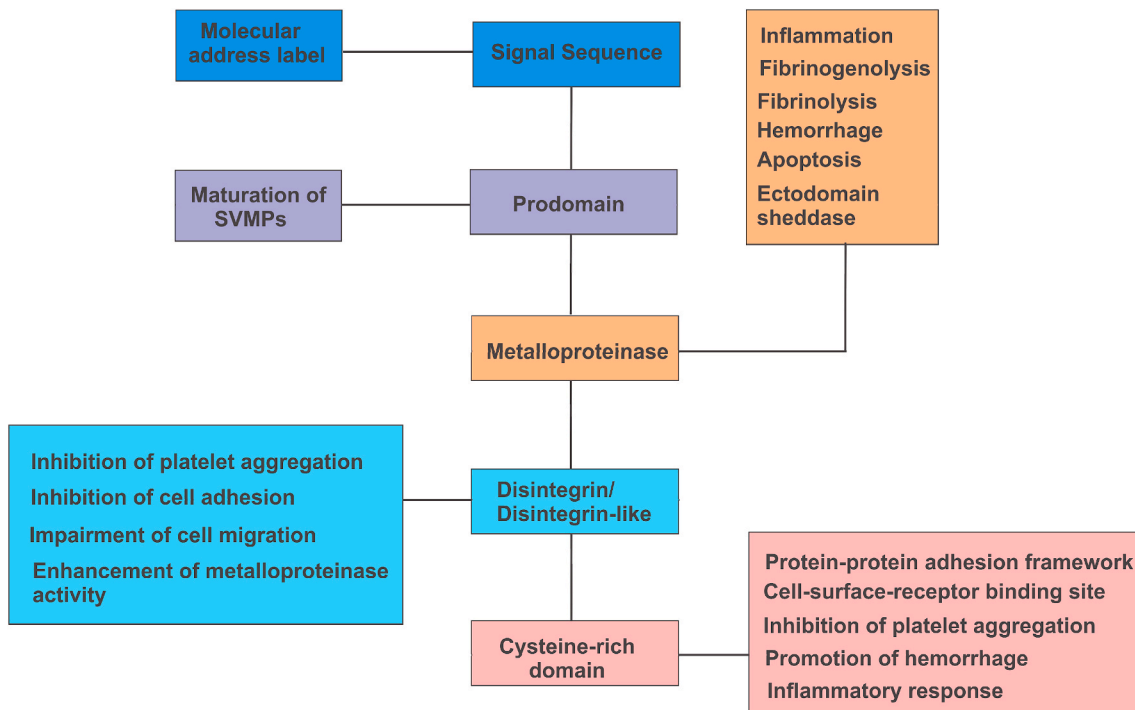 Molecular
address label
Signal Sequence
Inflammation
Fibrinogenolysis
Fibrinolysis
Hemorrhage
Apoptosis
Ectodomain
sheddase
Maturation of
SVMPs
Prodomain
Metalloproteinase
Inhibition of platelet aggregation
Inhibition of cell adhesion
Impairment of cell migration
Enhancement of metalloproteinase
activity
Disintegrin/
Disintegrin-like
Cysteine-rich
domain
Protein-protein adhesion framework
Cell-surface-receptor binding site
Inhibition of platelet aggregation
Promotion of hemorrhage
Inflammatory response